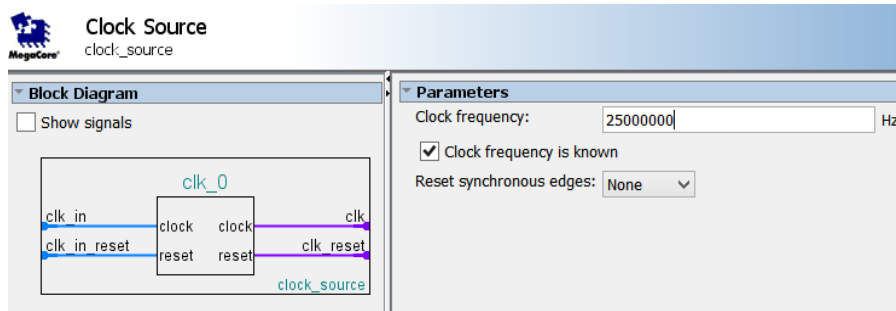 Clock Source
MegaCore'
clock_source
Block Diagram
Show signals
clk_0
clk_in
clock clock
clk
clk_in_reset
reset reset
clk_reset
clock_source
Parameters
Clock frequency: 25000000 Hz
Clock frequency is known
Reset synchronous edges: None